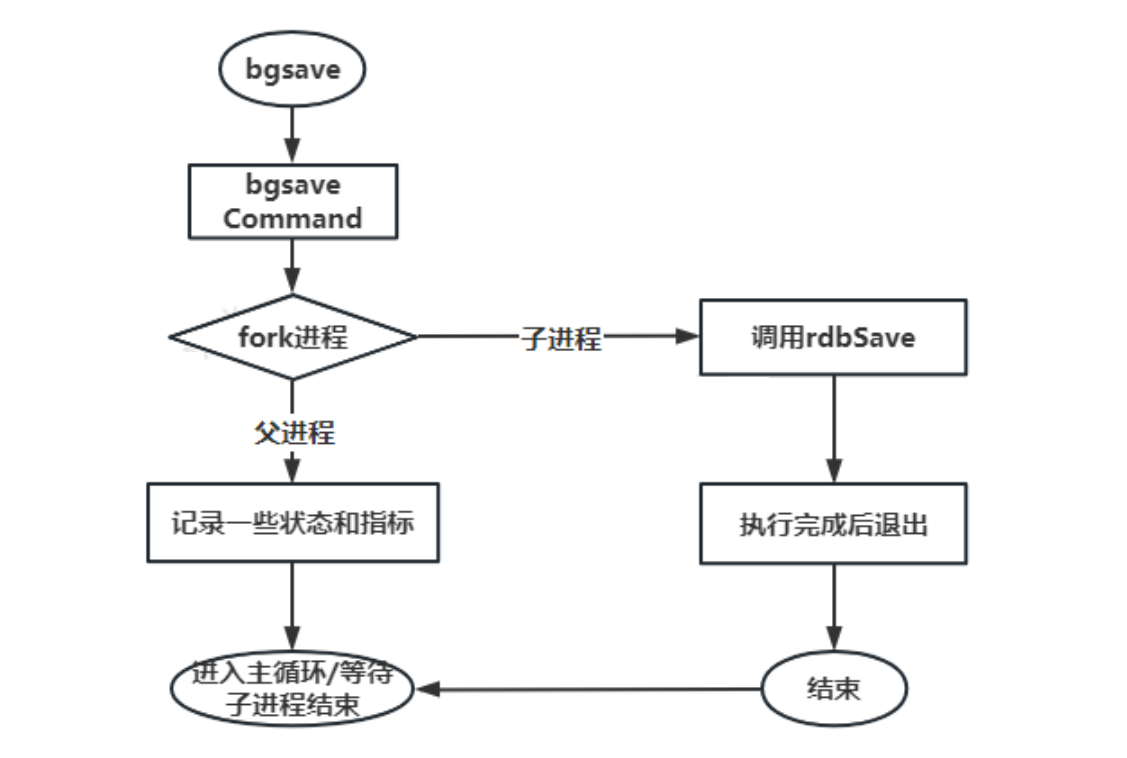 bgsave
bgsave
Command
fork进程
子进程
调用rdbSave
父进程
记录一些状态和指标
执行完成后退出
进入主循环/等待
子进程结束
结束